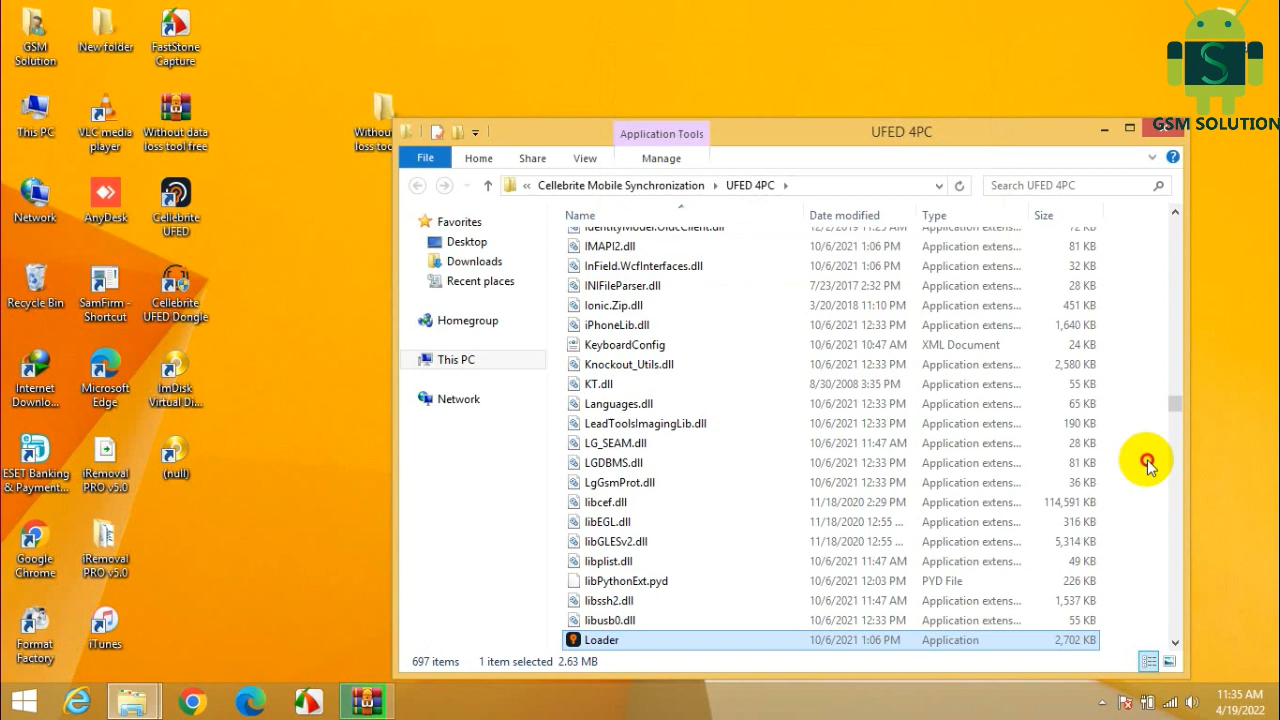 GSM
Solution
New folder
FastStone
Capture
This PC
VLC media
player
Without data
loss tool free
Network
AnyDesk
Cellebrite
UFED
Recycle Bin
SamFirm -
Shortcut
Cellebrite
UFED Dongle
Internet
Downlo...
Microsoft
Edge
ImDisk
Virtual Di...
ESET Banking
& Payment...
iRemoval
PRO v5.0
(null)
Google
Chrome
iRemoval
PRO v5.0
Format
Factory
iTunes
S
GSM SOLUTION
Application Tools
UFED 4PC
File
Home
Share
View
Manage
« Cellebrite Mobile Synchronization
UFED 4PC
Search UFED 4PC
Favorites
Desktop
Downloads
Recent places
Homegroup
This PC
Network
Name Date modified Type Size
IdentityModel.OidcClient.dll 12/2/2019 11:25 AM Application extens... 72 KB
IMAPI2.dll 10/6/2021 1:06 PM Application extens... 81 KB
InField.WcfInterfaces.dll 10/6/2021 1:06 PM Application extens... 32 KB
INIFileParser.dll 7/23/2017 2:32 PM Application extens... 28 KB
Ionic.Zip.dll 3/20/2018 11:10 PM Application extens... 451 KB
iPhoneLib.dll 10/6/2021 12:33 PM Application extens... 1,640 KB
KeyboardConfig 10/6/2021 10:47 AM XML Document 24 KB
Knockout_Utils.dll 10/6/2021 12:33 PM Application extens... 2,580 KB
KT.dll 8/30/2008 3:35 PM Application extens... 55 KB
Languages.dll 10/6/2021 12:33 PM Application extens... 65 KB
LeadToolsImagingLib.dll 10/6/2021 12:33 PM Application extens... 190 KB
LG_SEAM.dll 10/6/2021 11:47 AM Application extens... 28 KB
LGDBMS.dll 10/6/2021 12:33 PM Application extens... 81 KB
LgGsmProt.dll 10/6/2021 12:33 PM Application extens... 36 KB
libcef.dll 11/18/2020 2:29 PM Application extens... 114,591 KB
libEGL.dll 11/18/2020 12:55 ... Application extens... 316 KB
libGLESv2.dll 11/18/2020 12:55 ... Application extens... 5,314 KB
libplist.dll 10/6/2021 11:47 AM Application extens... 49 KB
libPythonExt.pyd 10/6/2021 12:03 PM PYD File 226 KB
libssh2.dll 10/6/2021 11:47 AM Application extens... 1,537 KB
libusb0.dll 10/6/2021 12:33 PM Application extens... 55 KB
Loader 10/6/2021 1:06 PM Application 2,702 KB
697 items 1 item selected 2.63 MB
11:35 AM
4/19/2022